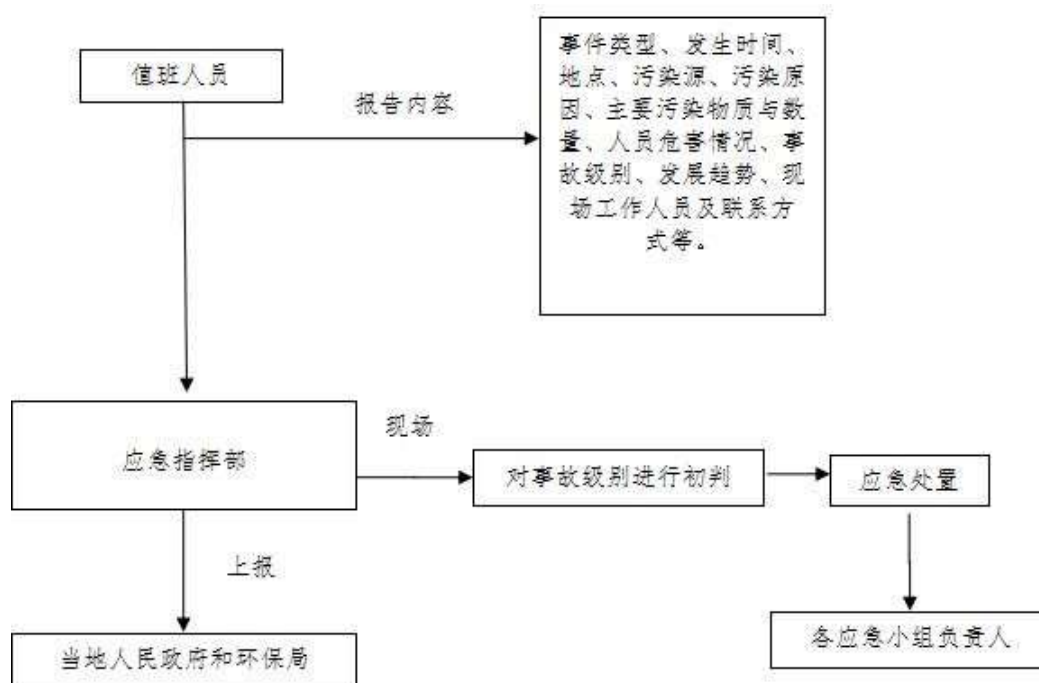 值班人员
报告内容
事件类型、发生时间、
地点、污染源、污染原
因、主要污染物质与数
量、人员危害情况、事
故级别、发展趋势、现
场工作人员及联系方
式等。
应急指挥部
现场
对事故级别进行初判
应急处置
上报
当地人民政府和环保局
各应急小组负责人